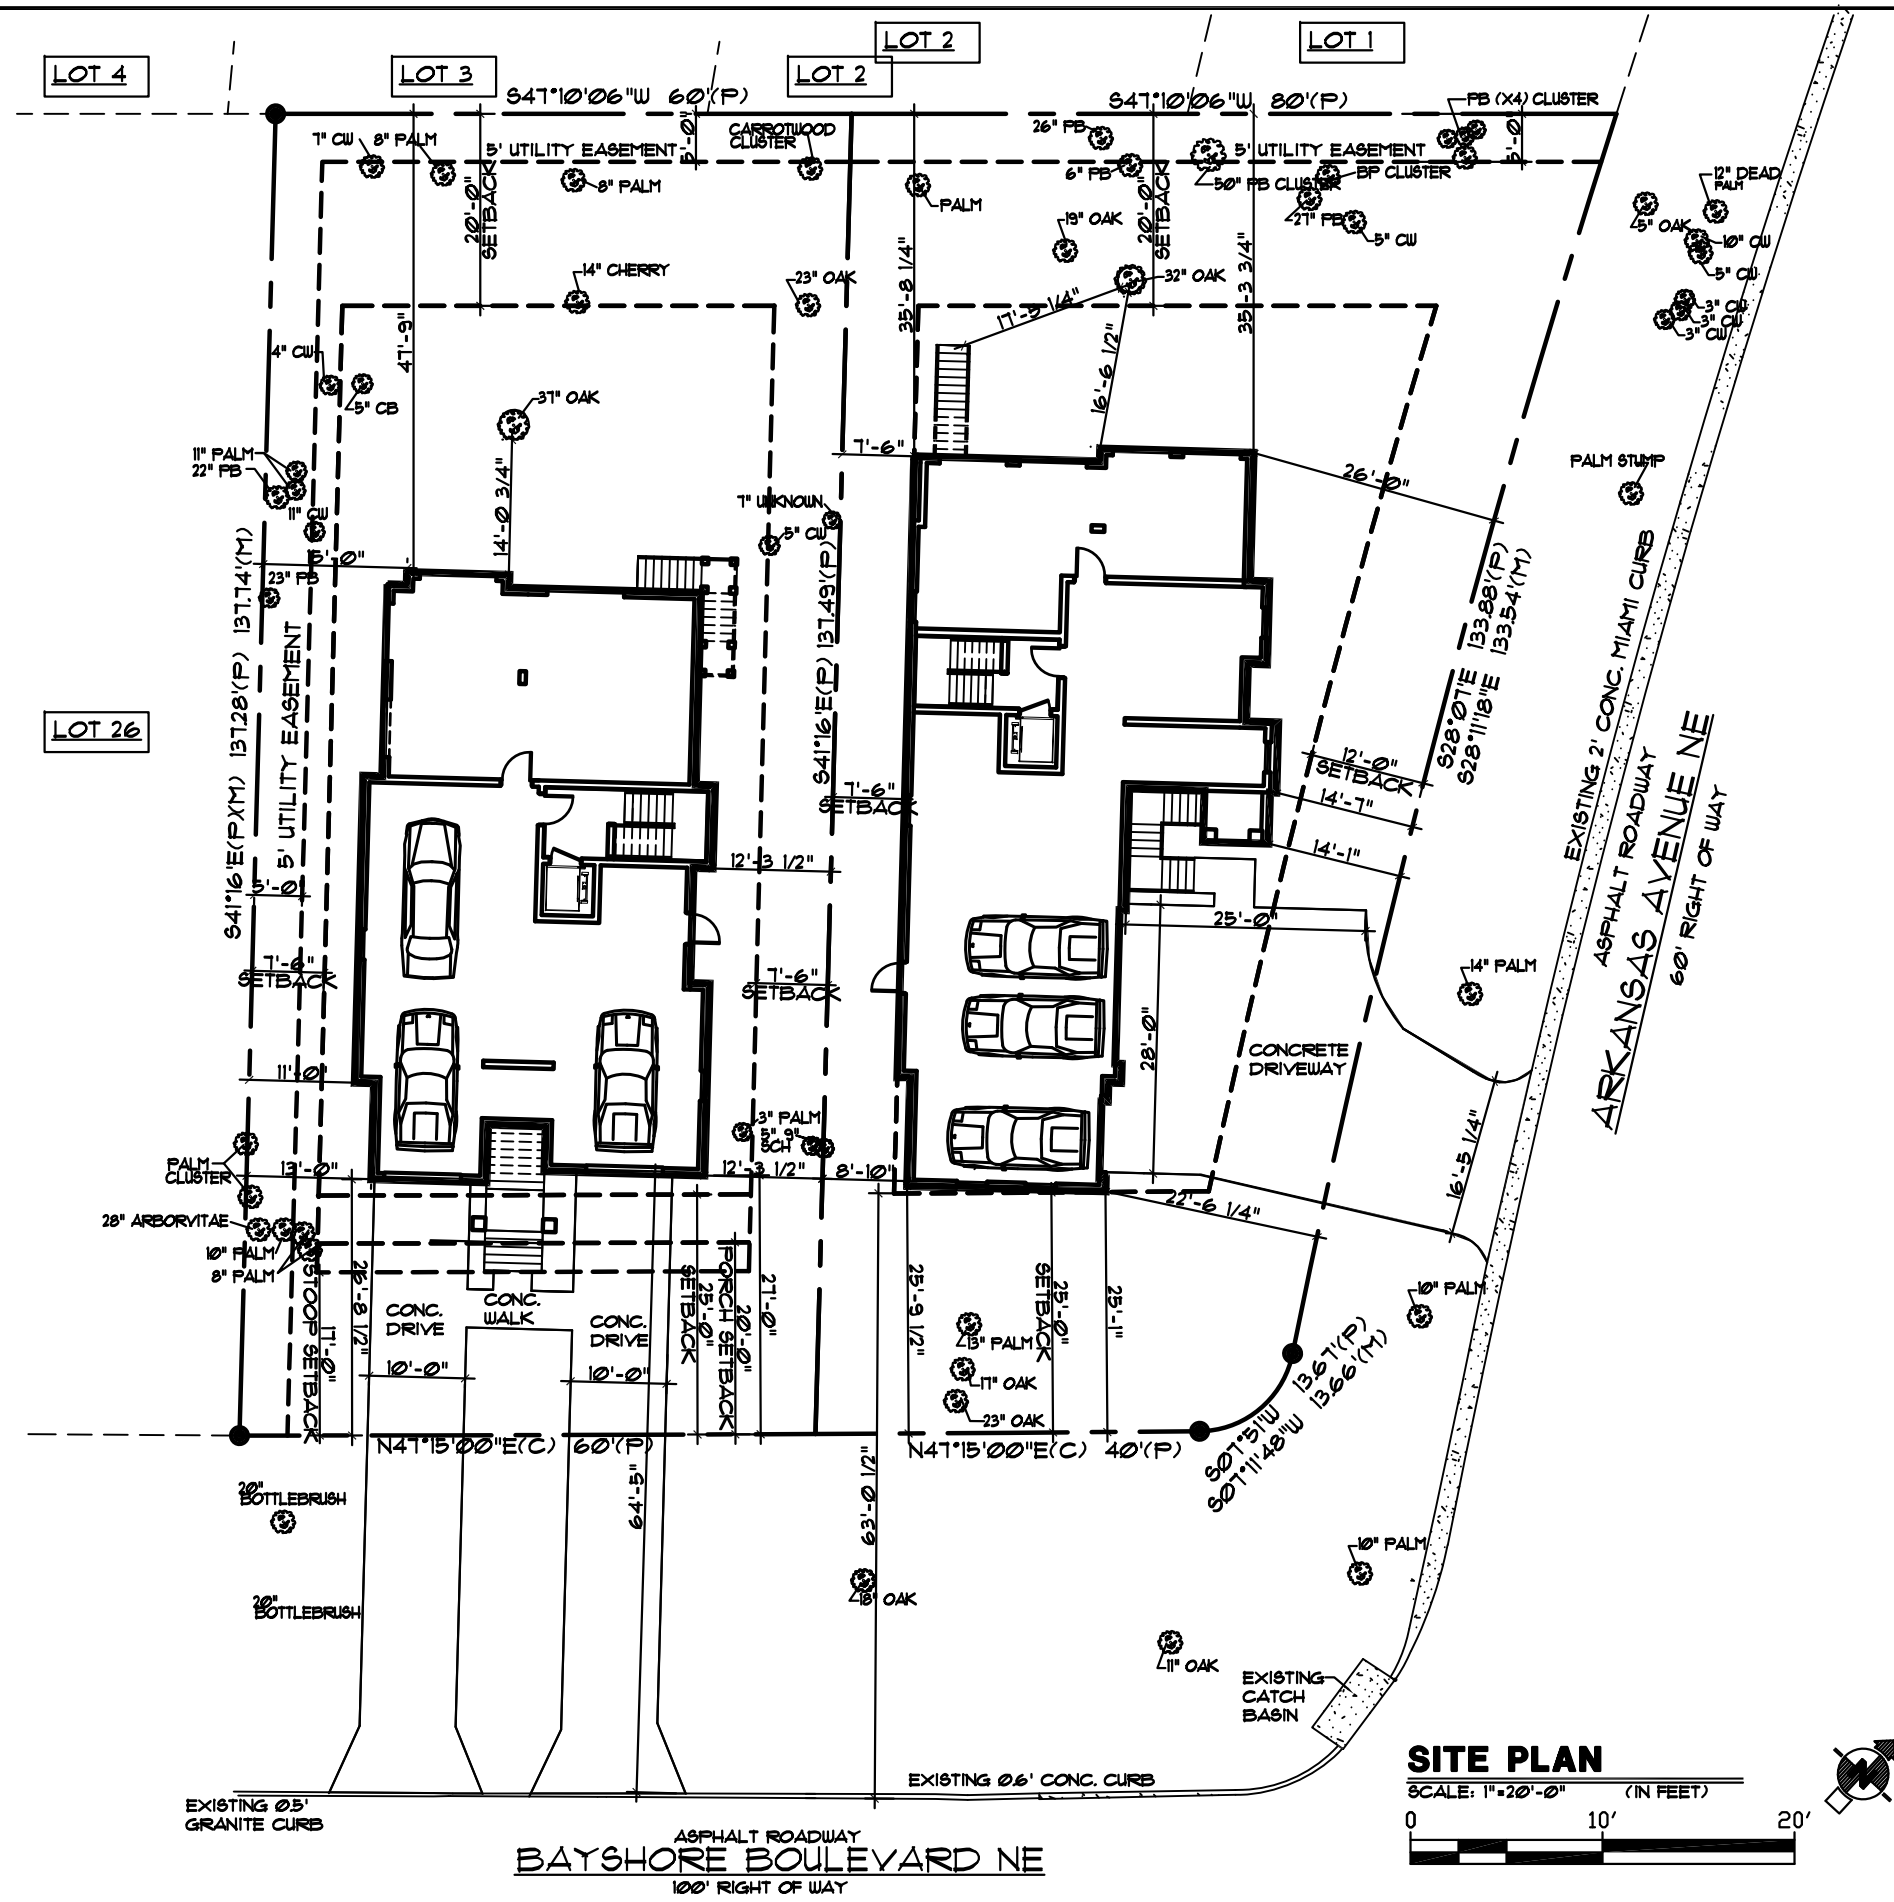 LOT 4
LOT 3
LOT 2
LOT 2
LOT 1
S47°10'06"W 60'(P)
S47°10'06"W 80'(P)
PB (X4) CLUSTER
7" CW
8" PALM
5' UTILITY EASEMENT
5'-0"
CARROTWOOD
CLUSTER
26" PB
5' UTILITY EASEMENT
5'-0"
8" PALM
20'-0"
SETBACK
PALM
6" PB
50" PB CLUSTER
BP CLUSTER
27" PB
5" CW
19" OAK
20'-0"
SETBACK
12" DEAD
PALM
5" OAK
10" CW
5" CW
3" CW
3" CW
3" CW
14" CHERRY
23" OAK
32" OAK
47'-9"
35'-8 1/4"
35'-3 3/4"
17'-5 1/4"
16'-6 1/2"
4" CW
5" CB
37" OAK
11" PALM
22" PB
11" CW
14'-0 3/4"
7'-6"
7" UNKNOWN
5" CW
26'-0"
PALM STUMP
15'-0"
23" PB
S41°16'E(P)(M) 137.28'(P) 137.74'(M)
5' UTILITY EASEMENT
S41°16'E(P) 137.49'(P)
S28°07'E 133.88'(P)
S28°11'18"E 133.54'(M)
EXISTING 2' CONC. MIAMI CURB
ASPHALT ROADWAY
ARKANSAS AVENUE NE
60' RIGHT OF WAY
LOT 26
12'-0"
SETBACK
14'-7"
14'-1"
7'-6"
SETBACK
12'-3 1/2"
5'-0"
25'-0"
7'-6"
SETBACK
7'-6"
SETBACK
14" PALM
28'-0"
CONCRETE
DRIVEWAY
11'-0"
3" PALM
5" 9"
SCH
PALM
CLUSTER
13'-0"
12'-3 1/2"
8'-10"
22'-6 1/4"
16'-5 1/4"
28" ARBORVITAE
10" PALM
8" PALM
STOOP SETBACK
17'-0"
26'-8 1/2"
CONC.
DRIVE
CONC.
WALK
CONC.
DRIVE
10'-0"
10'-0"
SETBACK
25'-0"
PORCH SETBACK
20'-0"
27'-0"
25'-9 1/2"
SETBACK
25'-0"
25'-1"
13" PALM
17" OAK
23" OAK
10" PALM
13.67'(P)
13.66'(M)
S07°51"W
S07°11'48"W
N47°15'00"E(C) 60'(P)
N47°15'00"E(C) 40'(P)
20"
BOTTLEBRUSH
64'-5"
63'-0 1/2"
10" PALM
20"
BOTTLEBRUSH
18" OAK
11" OAK
EXISTING
CATCH
BASIN
EXISTING 0.6' CONC. CURB
EXISTING 0.5'
GRANITE CURB
ASPHALT ROADWAY
BAYSHORE BOULEVARD NE
100' RIGHT OF WAY
SITE PLAN
SCALE: 1"=20'-0" (IN FEET)
0 10' 20'
N